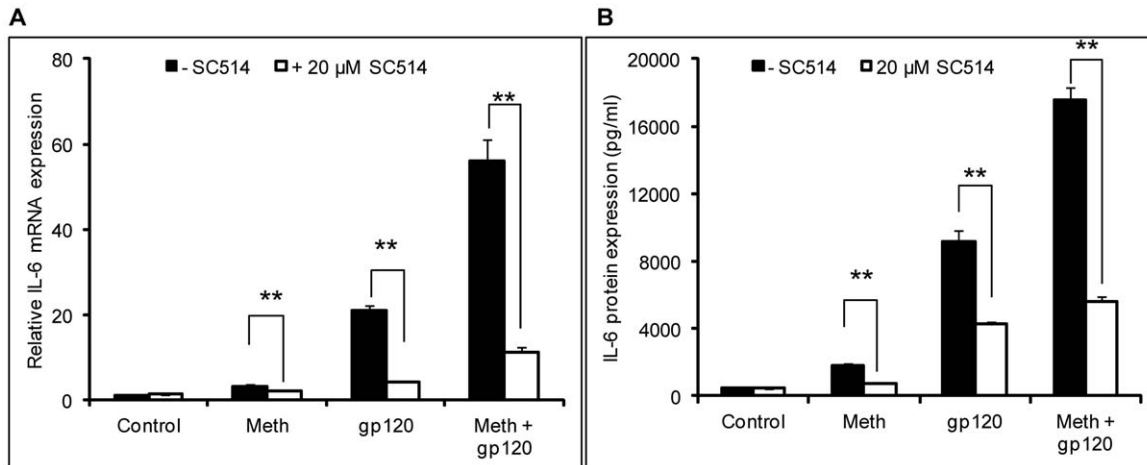 A
Relative IL-6 mRNA expression
80
60
40
20
0
- SC514 + 20 µM SC514
**
**
**
Control Meth gp120 Meth +
gp120
B
IL-6 protein expression (pg/ml)
20000
16000
12000
8000
4000
0
- SC514 20 µM SC514
**
**
**
Control Meth gp120 Meth +
gp120